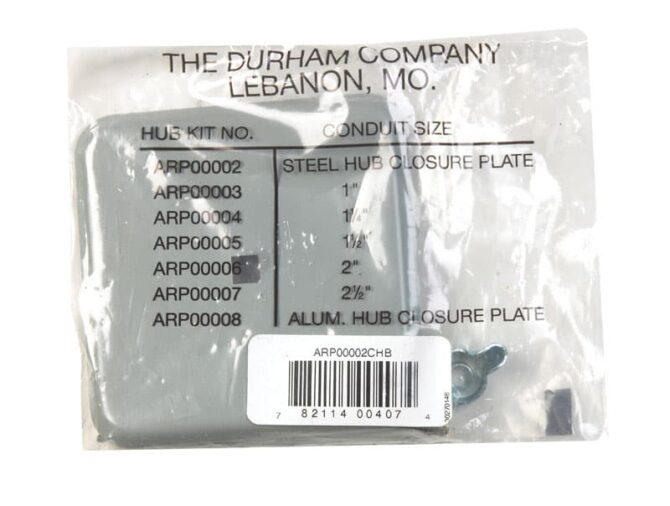 THE DURHAM COMPANY
LEBANON, MO.
HUB KIT NO. CONDUIT SIZE
ARP00002 STEEL HUB CLOSURE PLATE
ARP00003 1"
ARP00004 1¼"
ARP00005 1½"
ARP00006 2"
ARP00007 2½"
ARP00008 ALUM. HUB CLOSURE PLATE
ARP00002CHB
7 82114 00407 4